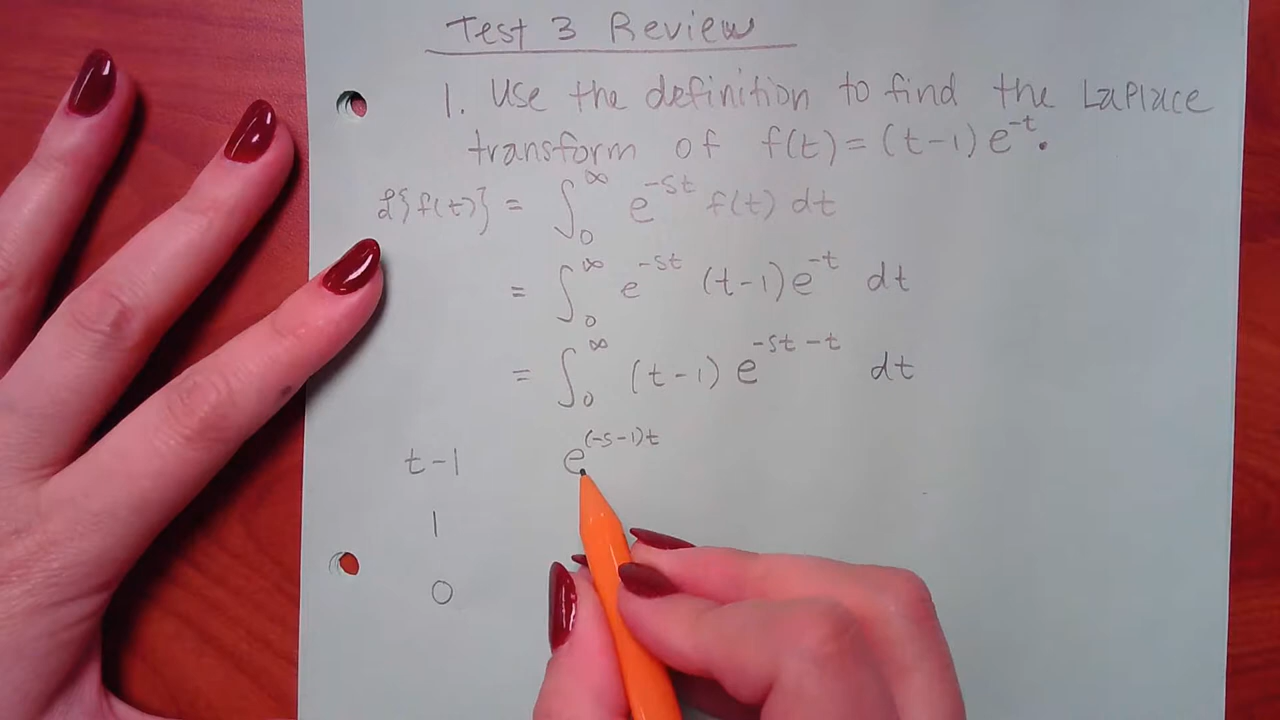 Test 3 Review
1. Use the definition to find the Laplace
transform of f(t) = (t-1) e^{-t}.
ℒ{f(t)} = ∫_0^∞ e^{-st} f(t) dt
= ∫_0^∞ e^{-st} (t-1) e^{-t} dt
= ∫_0^∞ (t-1) e^{-st-t} dt
t-1 e^{(-s-1)t}
1
0